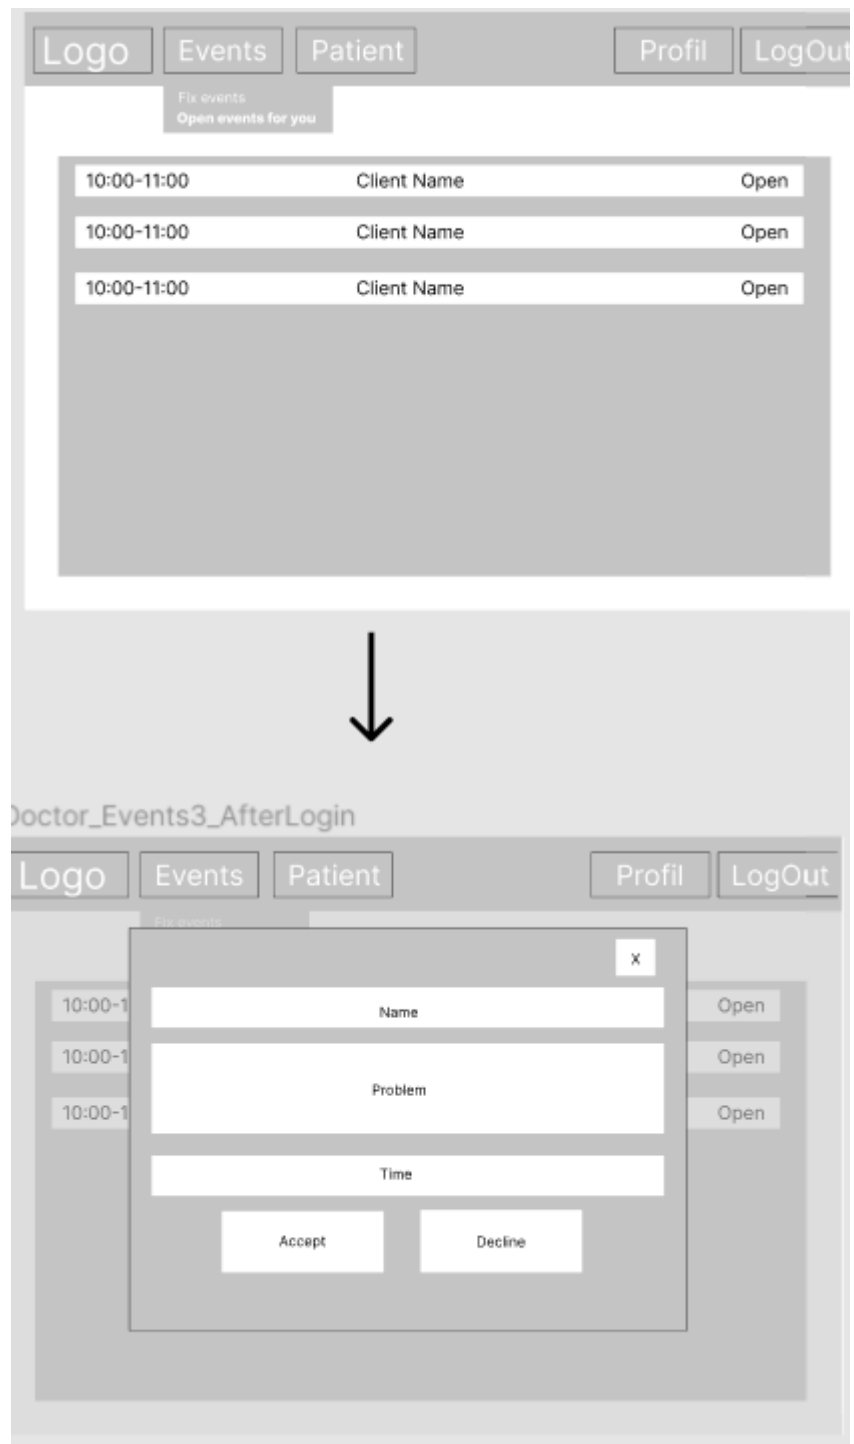 Logo Events Patient Profil LogOut
Fix events
Open events for you
10:00-11:00 Client Name Open
10:00-11:00 Client Name Open
10:00-11:00 Client Name Open
Doctor_Events3_AfterLogin
Logo Events Patient Profil LogOut
Fix events
X
10:00-1 Name Open
10:00-1 Problem Open
10:00-1 Open
Time
Accept Decline